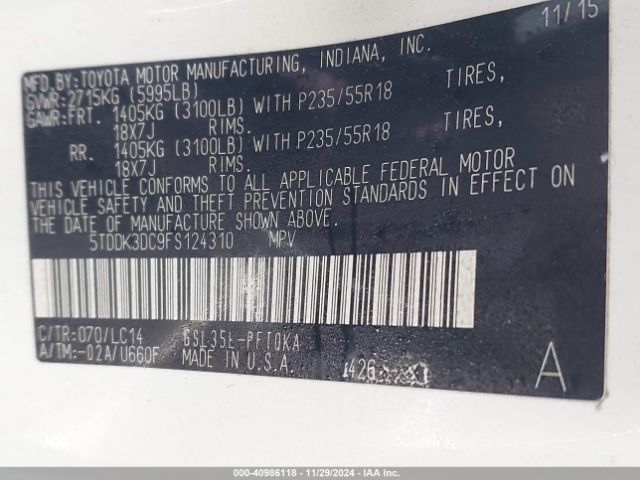 11/15
MFD.BY:TOYOTA MOTOR MANUFACTURING, INDIANA, INC.
GVWR:2715KG (5995LB)
GAWR:FRT. 1405KG (3100LB) WITH P235/55R18 TIRES,
18X7J RIMS.
RR. 1405KG (3100LB) WITH P235/55R18 TIRES,
18X7J RIMS.
THIS VEHICLE CONFORMS TO ALL APPLICABLE FEDERAL MOTOR
VEHICLE SAFETY AND THEFT PREVENTION STANDARDS IN EFFECT ON
THE DATE OF MANUFACTURE SHOWN ABOVE.
5TDDK3DC9FS124310 MPV
C/TR:070/LC14 GSL35L-PFTQKA
A/TM:-02A/U660F MADE IN U.S.A.
A
000-40986118 - 11/29/2024 - IAA Inc.